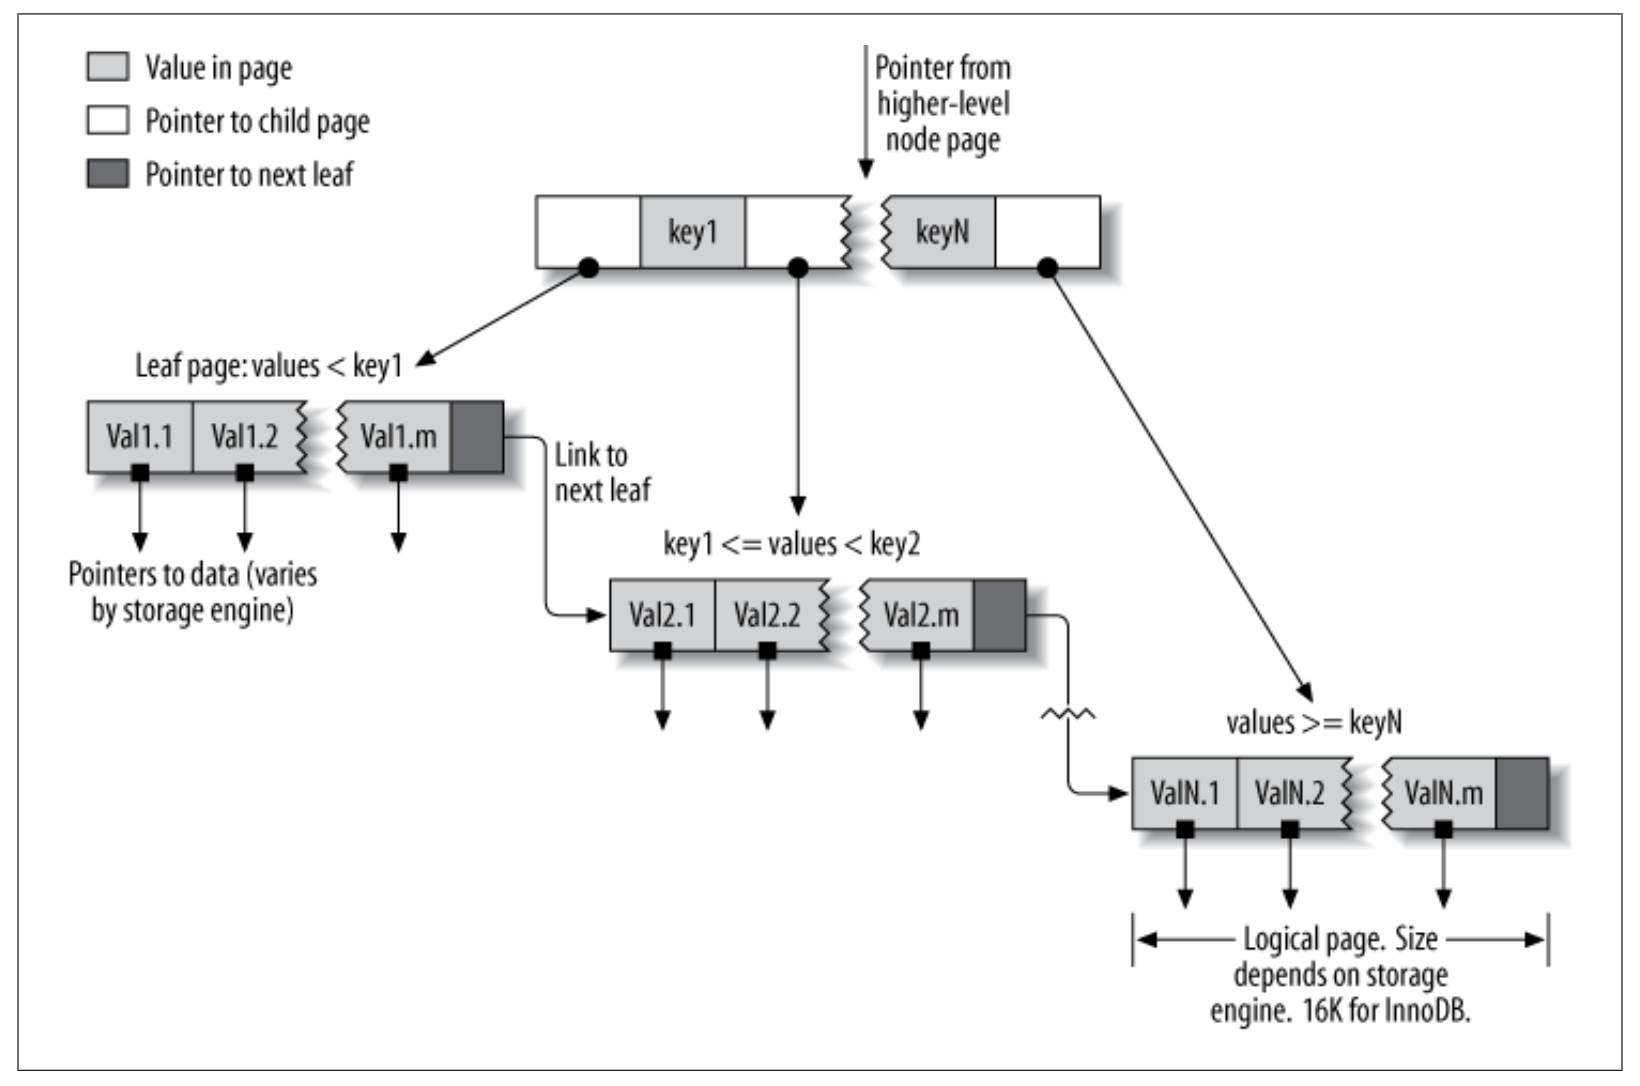 Value in page
Pointer to child page
Pointer to next leaf
Pointer from
higher-level
node page
key1
keyN
Leaf page: values < key1
Val1.1
Val1.2
Val1.m
Link to
next leaf
Pointers to data (varies
by storage engine)
key1 <= values < key2
Val2.1
Val2.2
Val2.m
values >= keyN
ValN.1
ValN.2
ValN.m
Logical page. Size
depends on storage
engine. 16K for InnoDB.